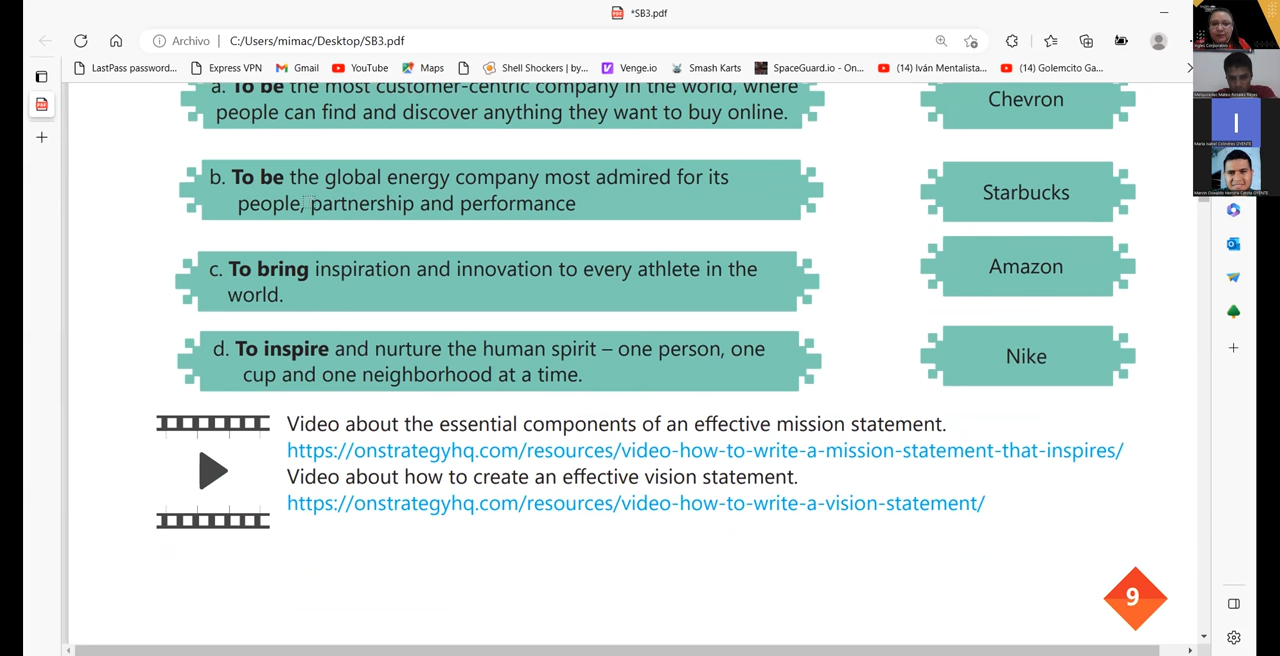 *SB3.pdf
Archivo | C:/Users/mimac/Desktop/SB3.pdf
LastPass password... Express VPN Gmail YouTube Maps Shell Shockers | by... Venge.io Smash Karts SpaceGuard.io - On... (14) Iván Mentalista... (14) Golemcito Ga...
a. To be the most customer-centric company in the world, where
people can find and discover anything they want to buy online.
Chevron
b. To be the global energy company most admired for its
people, partnership and performance
Starbucks
Amazon
c. To bring inspiration and innovation to every athlete in the
world.
d. To inspire and nurture the human spirit – one person, one
cup and one neighborhood at a time.
Nike
Video about the essential components of an effective mission statement.
https://onstrategyhq.com/resources/video-how-to-write-a-mission-statement-that-inspires/
Video about how to create an effective vision statement.
https://onstrategyhq.com/resources/video-how-to-write-a-vision-statement/
9
I